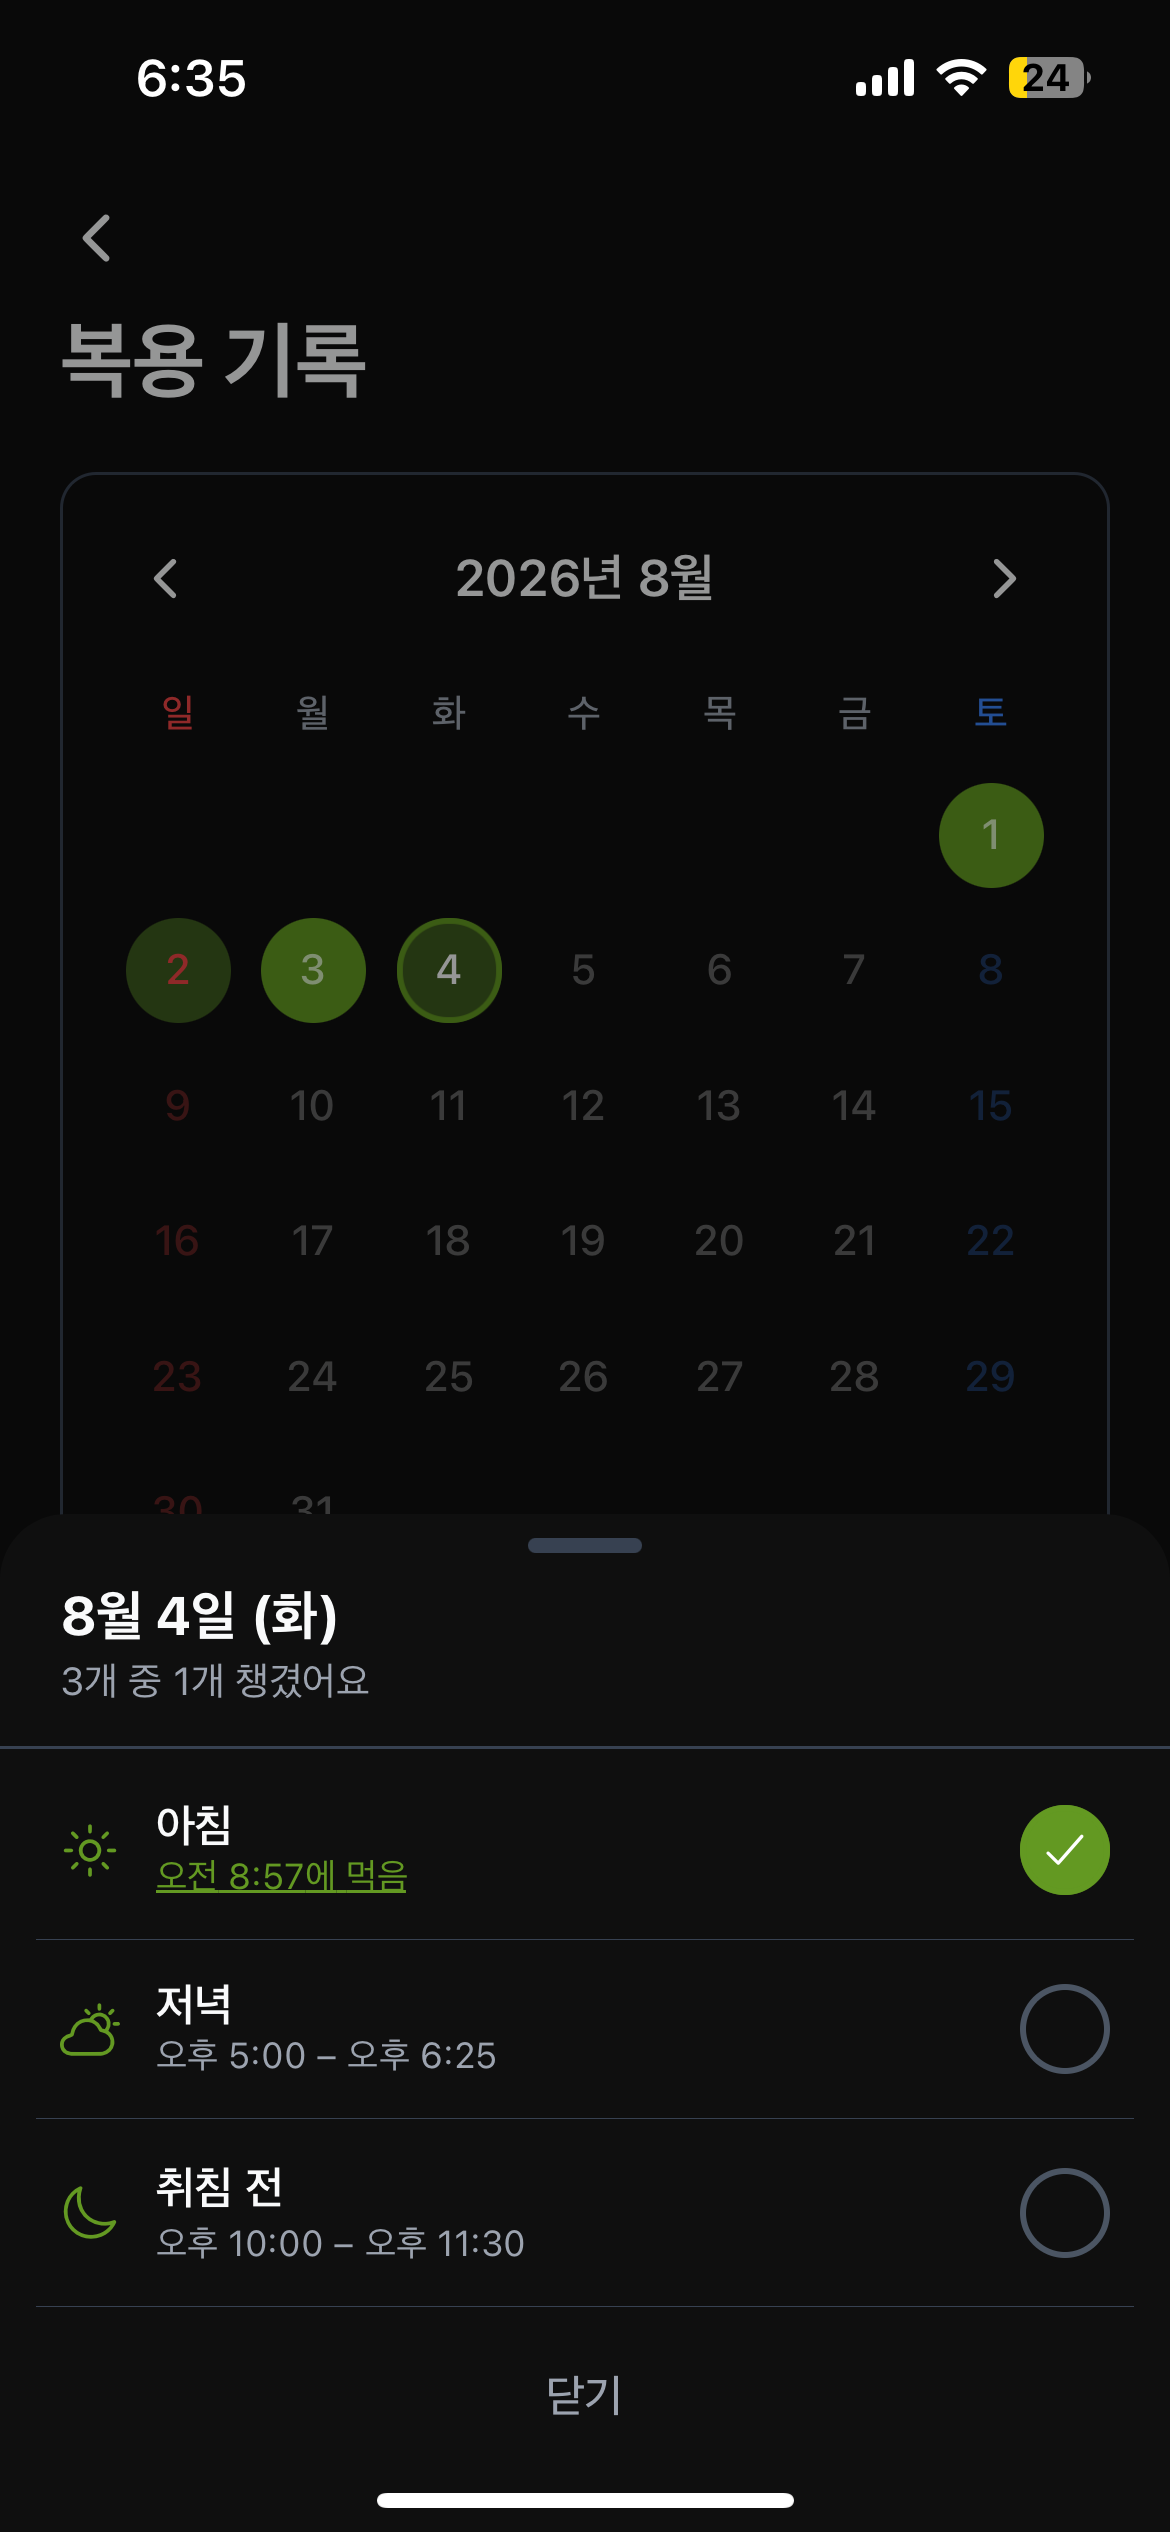 6:35
24
복용 기록
2026년 8월
일 월 화 수 목 금 토
1
2 3 4 5 6 7 8
9 10 11 12 13 14 15
16 17 18 19 20 21 22
23 24 25 26 27 28 29
30 31
8월 4일 (화)
3개 중 1개 챙겼어요
아침
오전 8:57에 먹음
저녁
오후 5:00 – 오후 6:25
취침 전
오후 10:00 – 오후 11:30
닫기